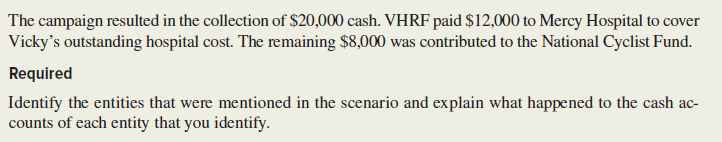 The campaign resulted in the collection of $20,000 cash. VHRF paid $12,000 to Mercy Hospital to cover
Vicky’s outstanding hospital cost. The remaining $8,000 was contributed to the National Cyclist Fund.
Required
Identify the entities that were mentioned in the scenario and explain what happened to the cash ac-
counts of each entity that you identify.